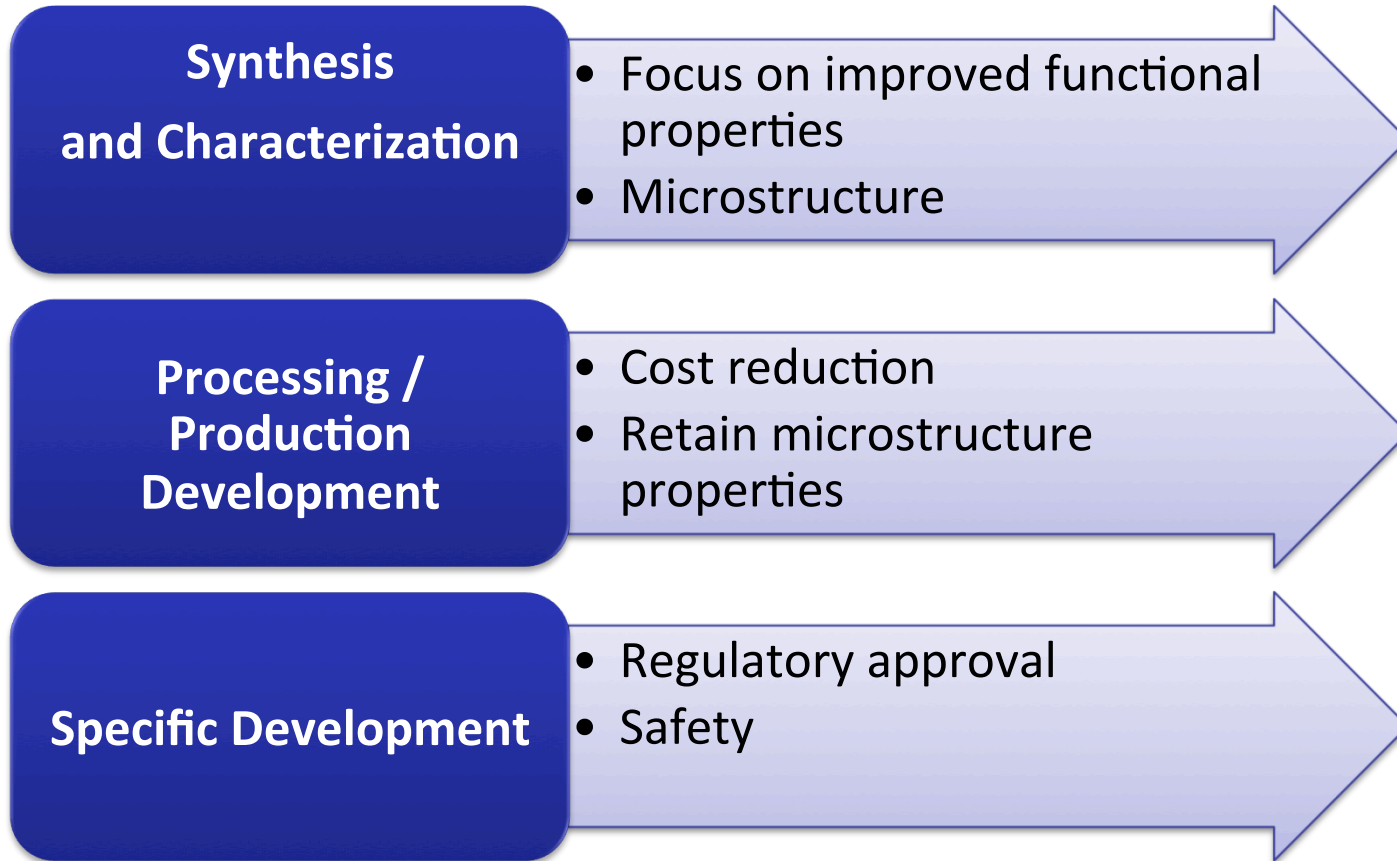 Synthesis
and Characterization
• Focus on improved functional
properties
• Microstructure
Processing /
Production
Development
• Cost reduction
• Retain microstructure
properties
Specific Development
• Regulatory approval
• Safety